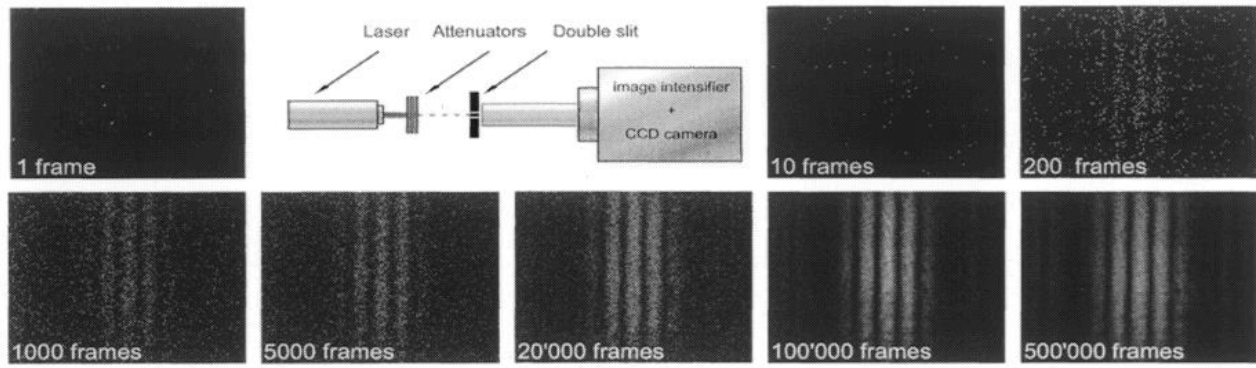 Laser Attenuators Double slit
image intensifier
+
CCD camera
1 frame
10 frames
200 frames
1000 frames
5000 frames
20'000 frames
100'000 frames
500'000 frames